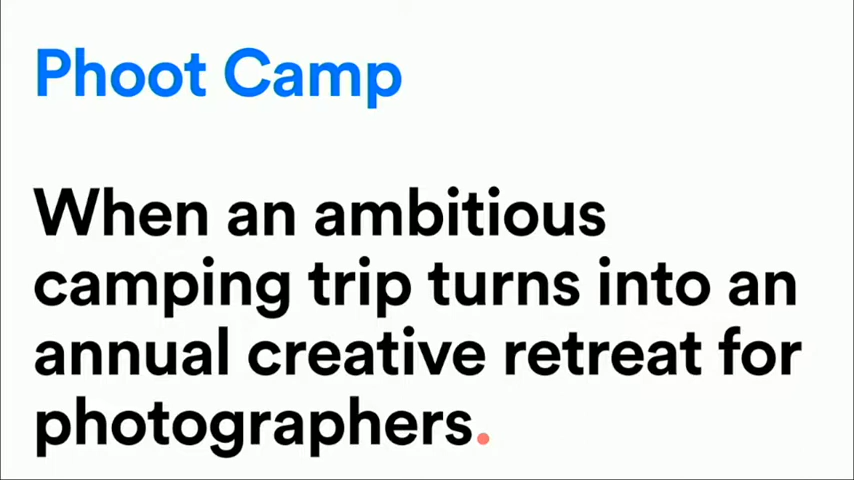 Phoot Camp
When an ambitious
camping trip turns into an
annual creative retreat for
photographers.